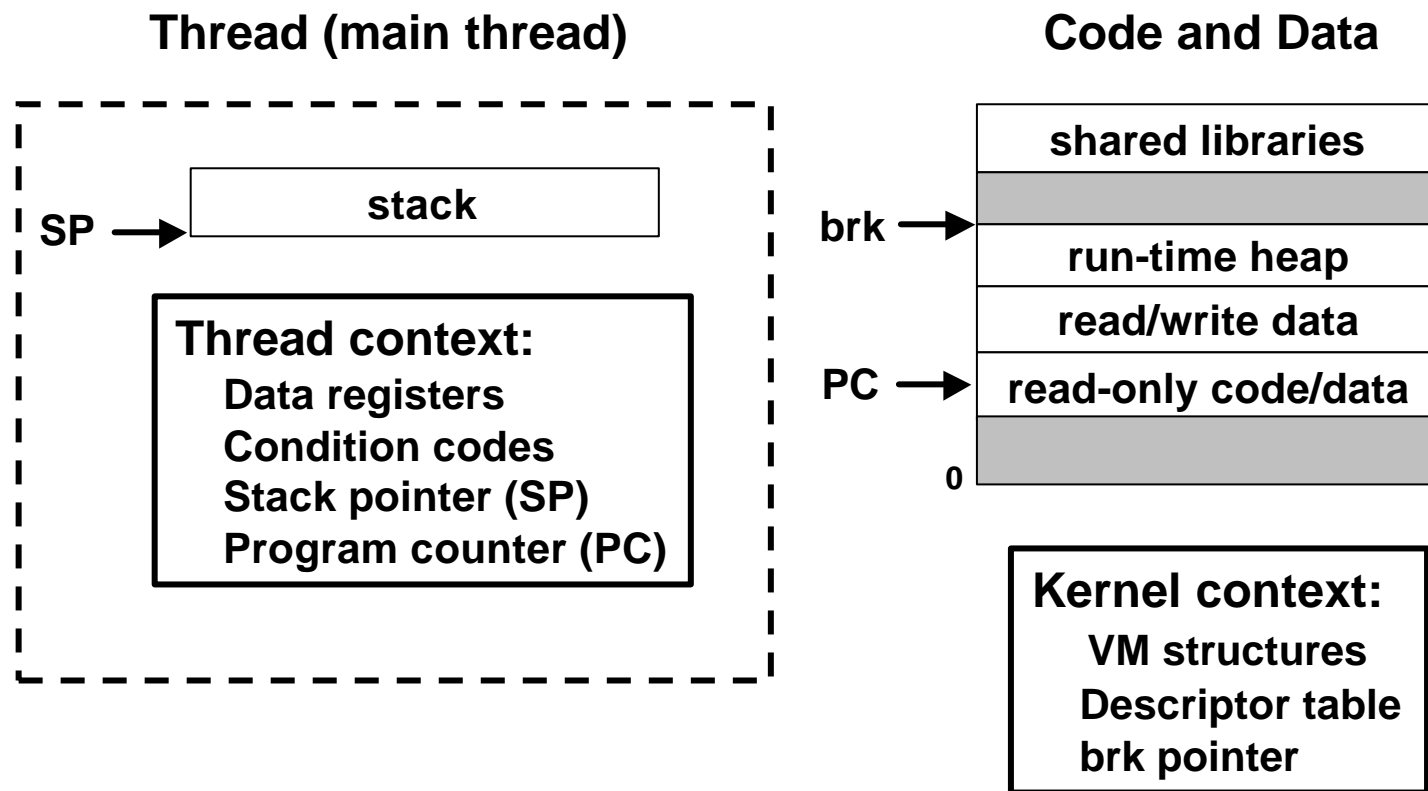 Thread (main thread)
SP
stack
Thread context:
Data registers
Condition codes
Stack pointer (SP)
Program counter (PC)
Code and Data
shared libraries
brk
run-time heap
read/write data
PC
read-only code/data
0
Kernel context:
VM structures
Descriptor table
brk pointer